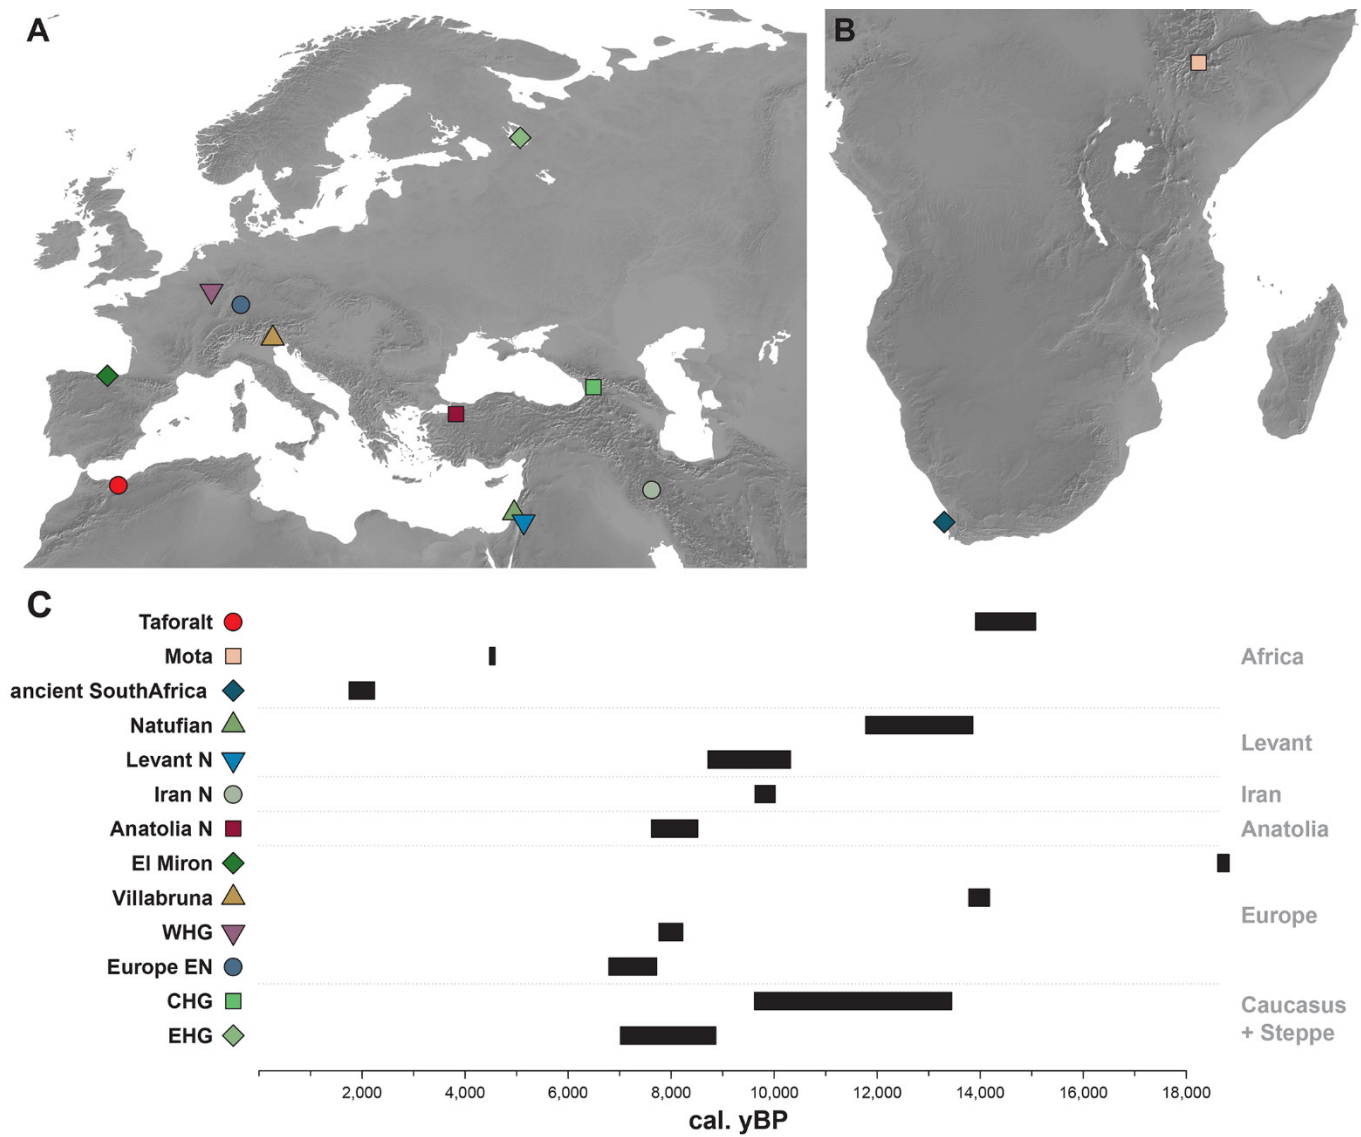 A
B
C
Taforalt
Mota
Africa
ancient SouthAfrica
Natufian
Levant
Levant N
Iran N
Iran
Anatolia N
Anatolia
El Miron
Villabruna
Europe
WHG
Europe EN
CHG
Caucasus
+ Steppe
EHG
2,000 4,000 6,000 8,000 10,000 12,000 14,000 16,000 18,000
cal. yBP